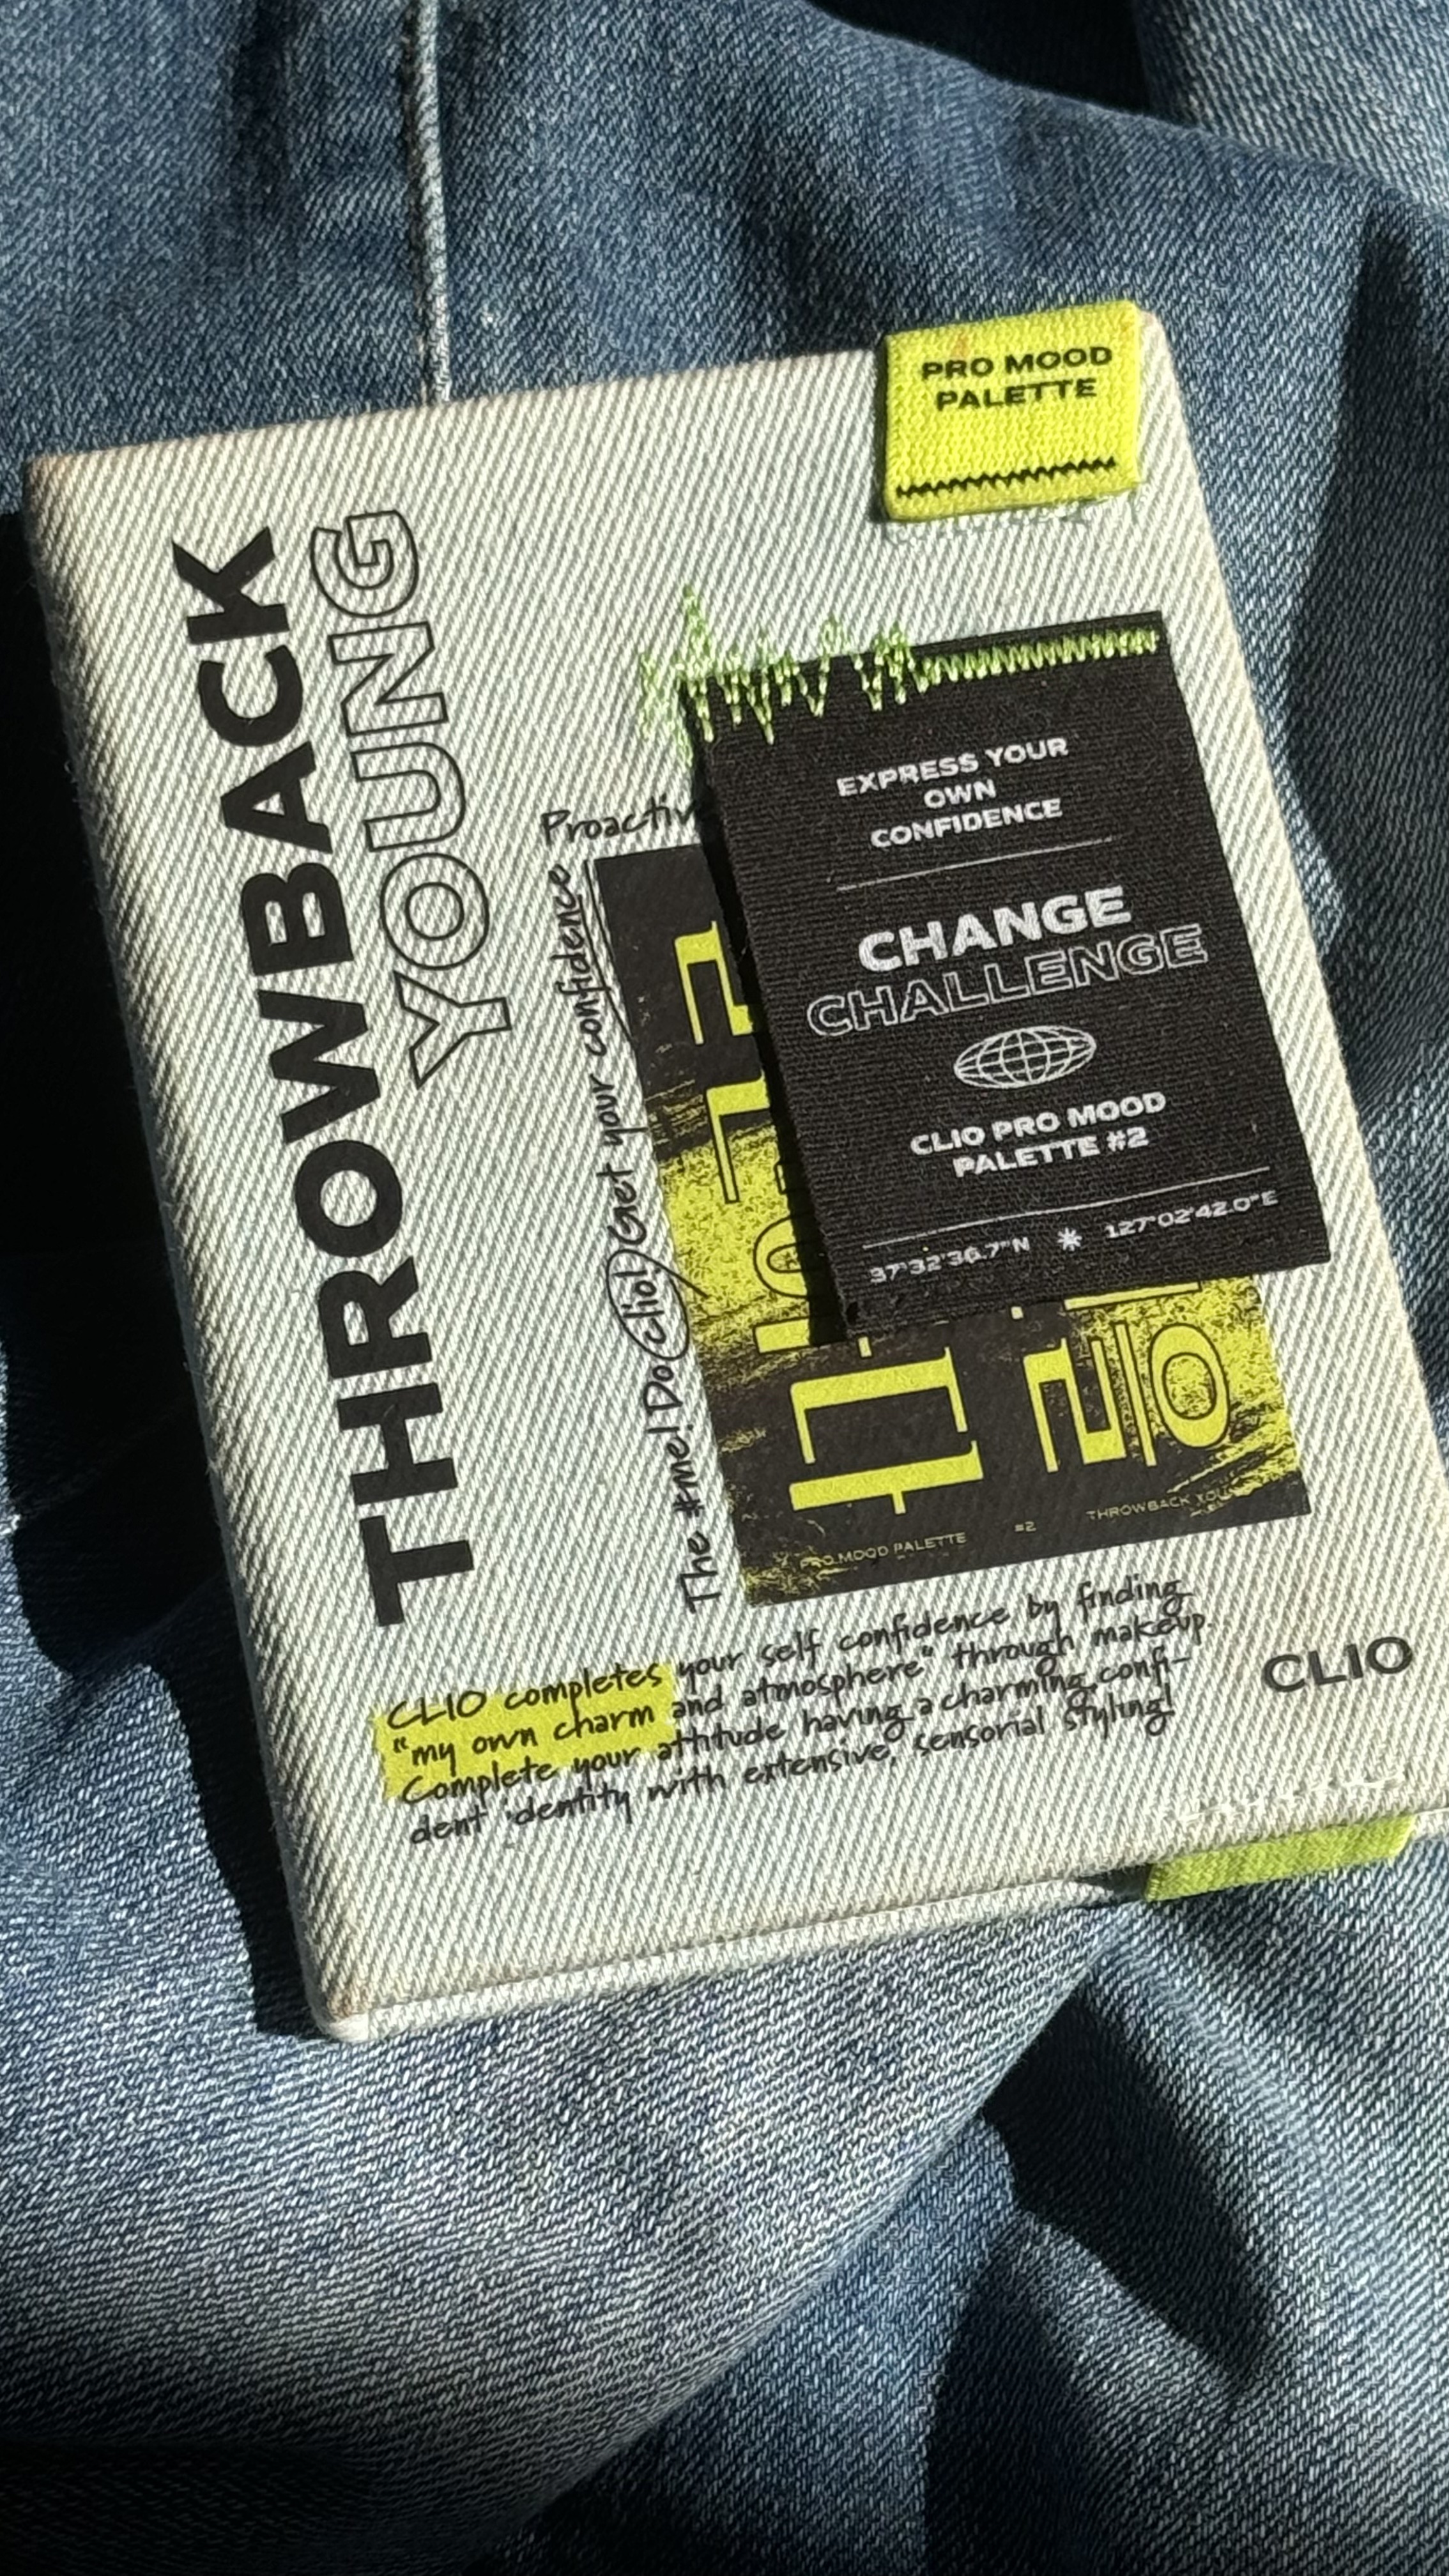 PRO MOOD
PALETTE
THROWBACK
YOUNG
EXPRESS YOUR
OWN
CONFIDENCE
CHANGE
CHALLENGE
CLIO PRO MOOD
PALETTE #2
37°32'36.7"N * 127°02'42.0"E
The #me! Do clio! Get your confidence
PRO MOOD PALETTE #2 THROWBACK
CLIO completes your self confidence by finding
"my own charm and atmosphere" through makeup.
Complete your attitude having a charming, confi-
dent identity with extensive, sensorial styling!
CLIO